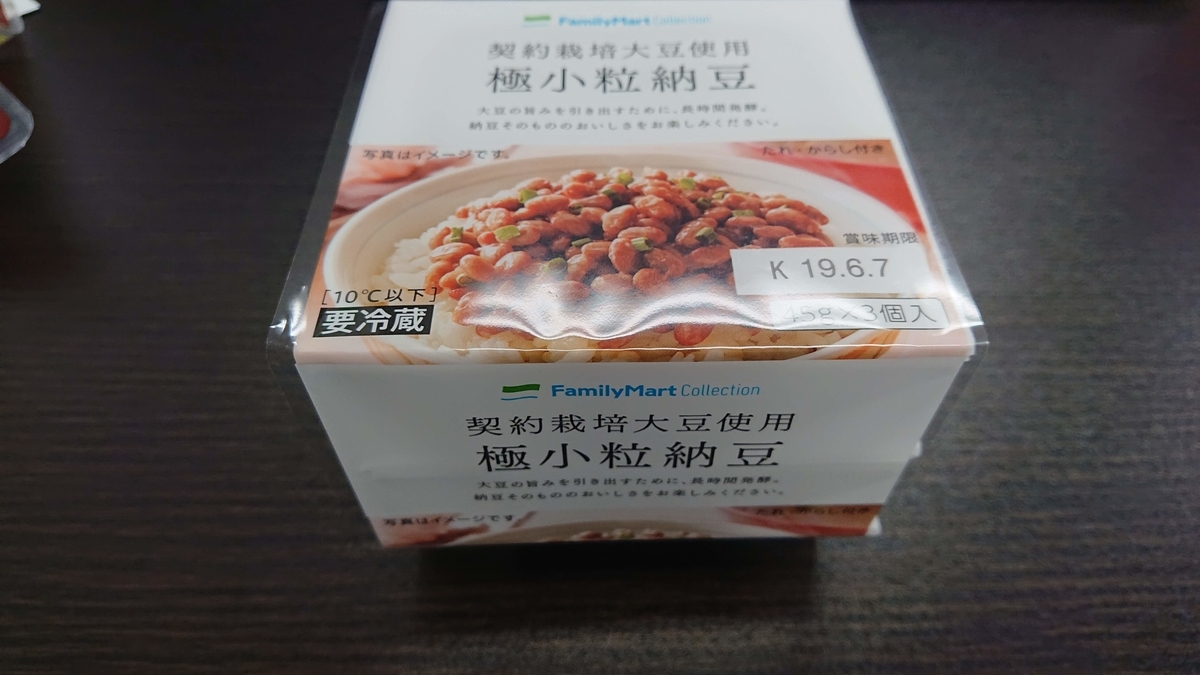 FamilyMart Collection
契約栽培大豆使用
極小粒納豆
大豆の旨みを引き出すために、長時間発酵。
納豆そのもののおいしさをお楽しみください。
写真はイメージです。
たれ・からし付き
賞味期限
K 19.6.7
[10℃以下]
要冷蔵
45g×3個入
FamilyMart Collection
契約栽培大豆使用
極小粒納豆
大豆の旨みを引き出すために、長時間発酵。
納豆そのもののおいしさをお楽しみください。
写真はイメージです。
たれ・からし付き